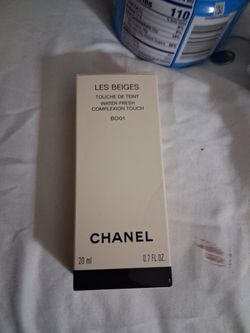 110
LES BEIGES
TOUCHE DE TEINT
WATER-FRESH
COMPLEXION TOUCH
BD01
CHANEL
20 ml 0.7 FL. OZ.